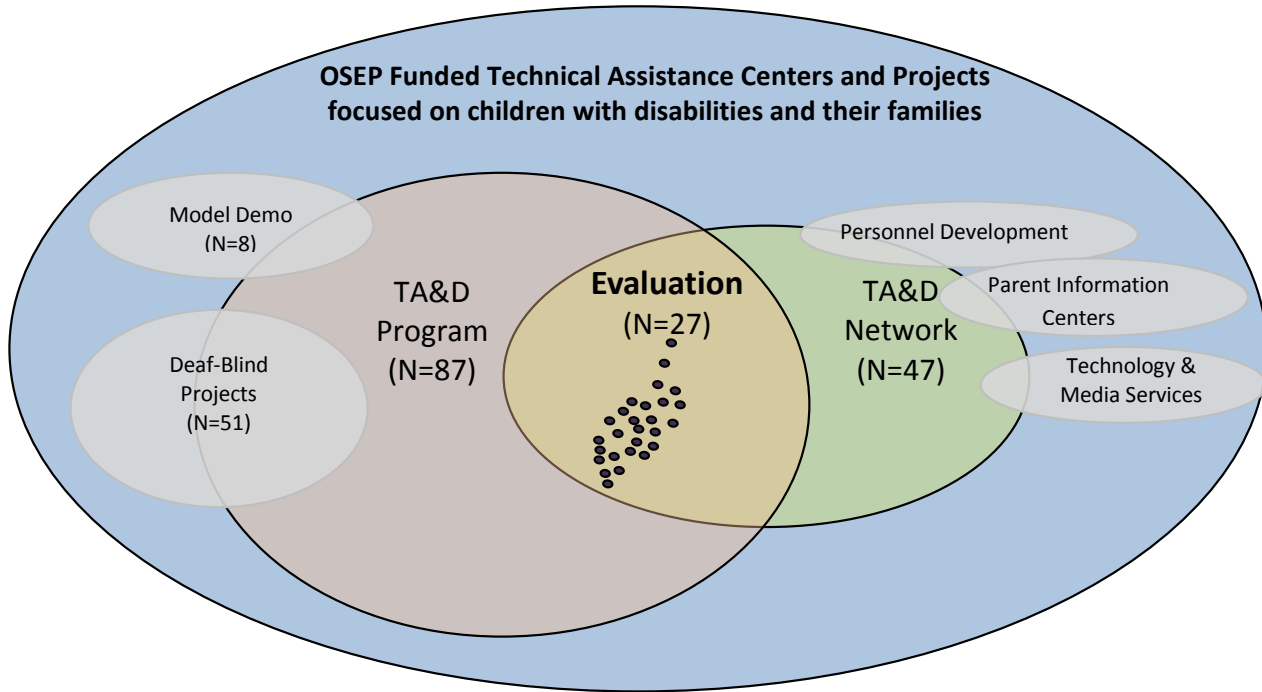 OSEP Funded Technical Assistance Centers and Projects
focused on children with disabilities and their families
Model Demo
(N=8)
Deaf-Blind
Projects
(N=51)
TA&D
Program
(N=87)
Evaluation
(N=27)
TA&D
Network
(N=47)
Personnel Development
Parent Information
Centers
Technology &
Media Services